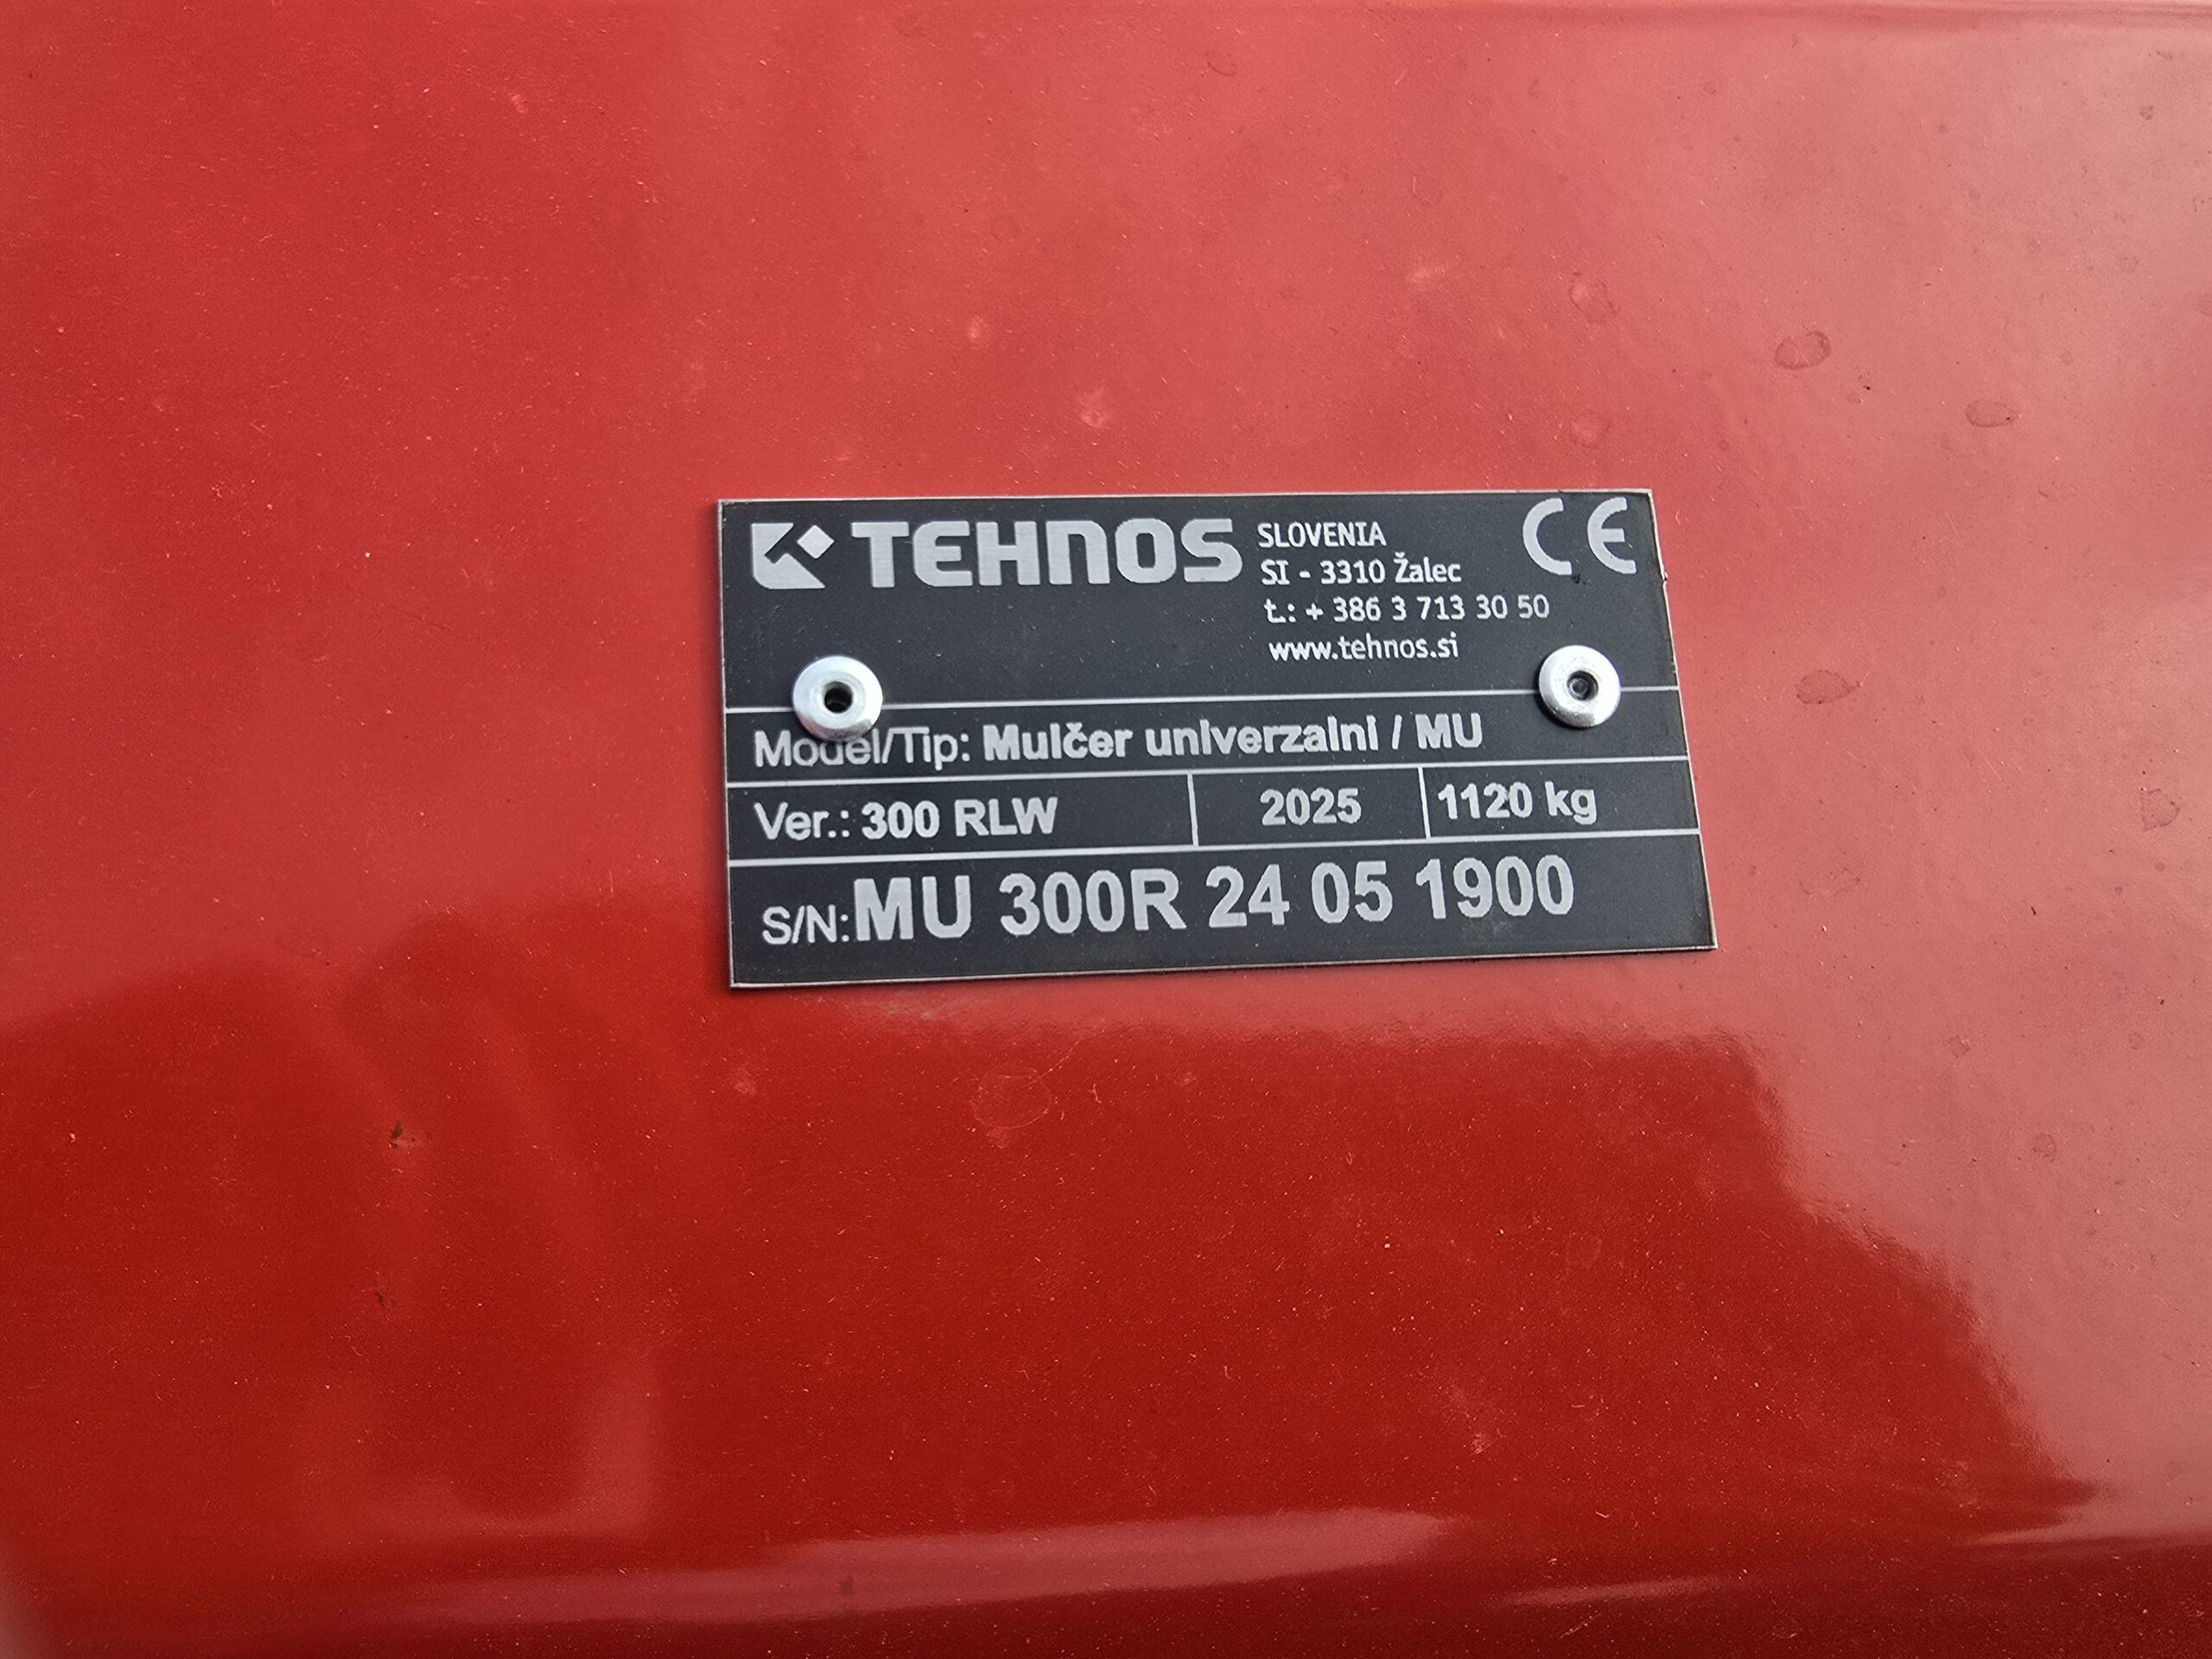 TEHNOS
SLOVENIA
SI - 3310 Žalec
t.: + 386 3 713 30 50
www.tehnos.si
CE
Model/Tip: Mulčer univerzalni / MU
Ver.: 300 RLW 2025 1120 kg
S/N: MU 300R 24 05 1900